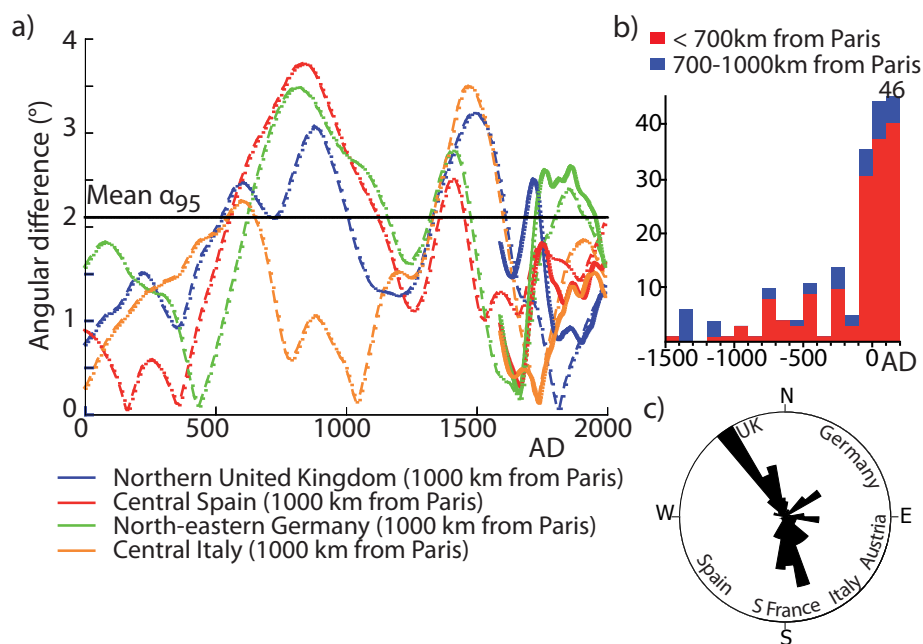 a)
4
3
2
1
0
Angular difference (°)
Mean α95
0
500
1000
1500
2000
AD
Northern United Kingdom (1000 km from Paris)
Central Spain (1000 km from Paris)
North-eastern Germany (1000 km from Paris)
Central Italy (1000 km from Paris)
b)
< 700km from Paris
700-1000km from Paris
46
40
30
20
10
-1500
-1000
-500
0
AD
c)
N
UK
Germany
W
E
Austria
Spain
S France
Italy
S